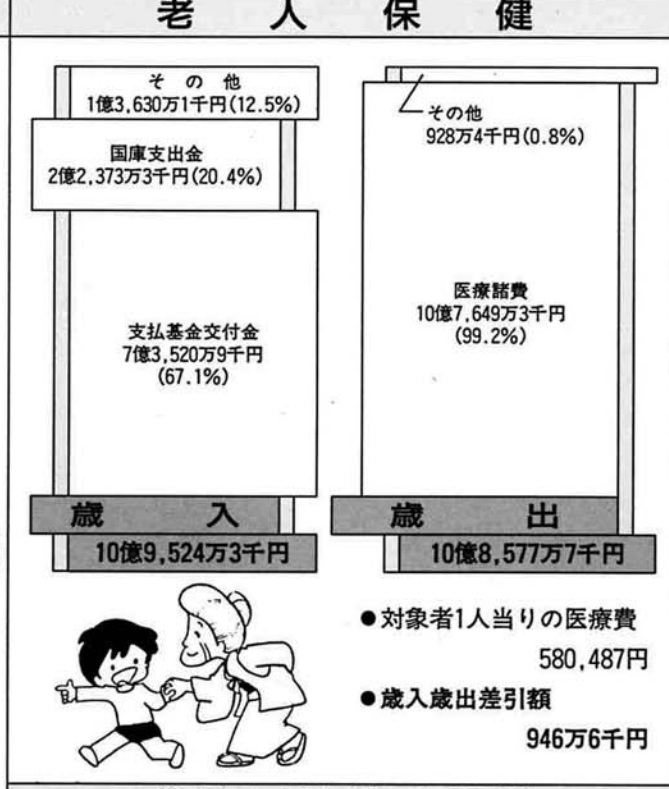 老人保健
その他
1億3,630万1千円(12.5%)
国庫支出金
2億2,373万3千円(20.4%)
支払基金交付金
7億3,520万9千円
(67.1%)
歳入
10億9,524万3千円
その他
928万4千円(0.8%)
医療諸費
10億7,649万3千円
(99.2%)
歳出
10億8,577万7千円
●対象者1人当りの医療費
580,487円
●歳入歳出差引額
946万6千円